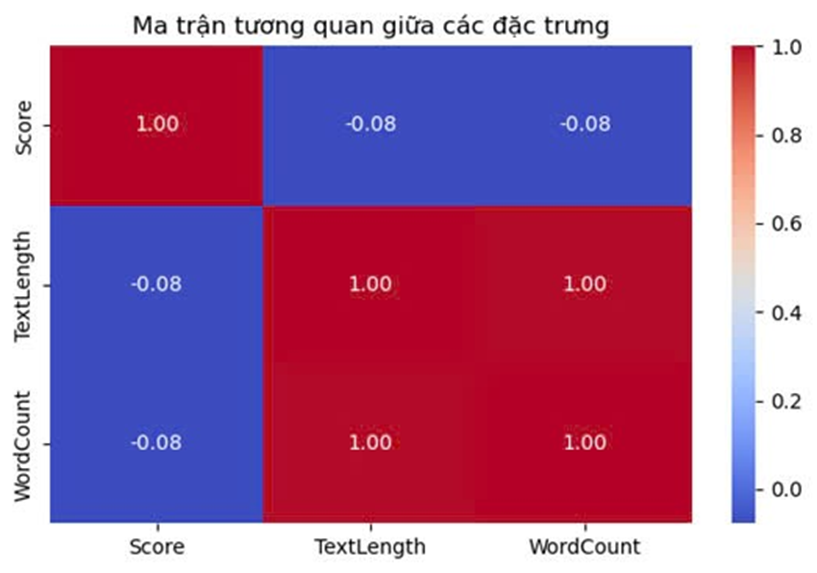 Ma trận tương quan giữa các đặc trưng
Score
1.00
-0.08
-0.08
TextLength
-0.08
1.00
1.00
WordCount
-0.08
1.00
1.00
Score
TextLength
WordCount
1.0
0.8
0.6
0.4
0.2
0.0